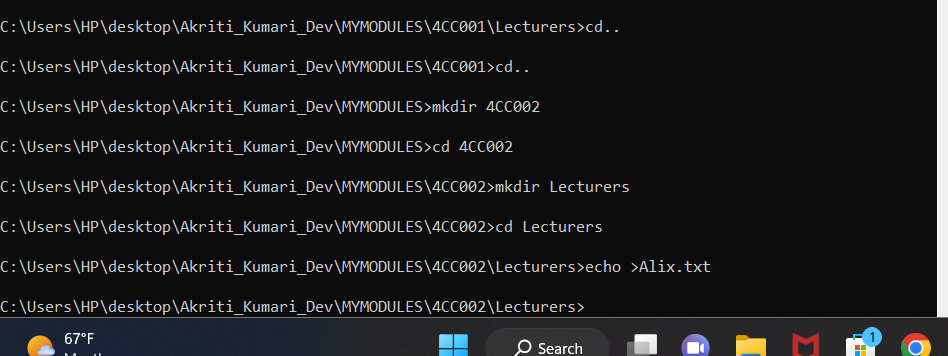 C:\Users\HP\desktop\Akriti_Kumari_Dev\MYMODULES\4CC001\Lecturers>cd..
C:\Users\HP\desktop\Akriti_Kumari_Dev\MYMODULES\4CC001>cd..
C:\Users\HP\desktop\Akriti_Kumari_Dev\MYMODULES>mkdir 4CC002
C:\Users\HP\desktop\Akriti_Kumari_Dev\MYMODULES>cd 4CC002
C:\Users\HP\desktop\Akriti_Kumari_Dev\MYMODULES\4CC002>mkdir Lecturers
C:\Users\HP\desktop\Akriti_Kumari_Dev\MYMODULES\4CC002>cd Lecturers
C:\Users\HP\desktop\Akriti_Kumari_Dev\MYMODULES\4CC002\Lecturers>echo >Alix.txt
C:\Users\HP\desktop\Akriti_Kumari_Dev\MYMODULES\4CC002\Lecturers>
67°F
Search
1